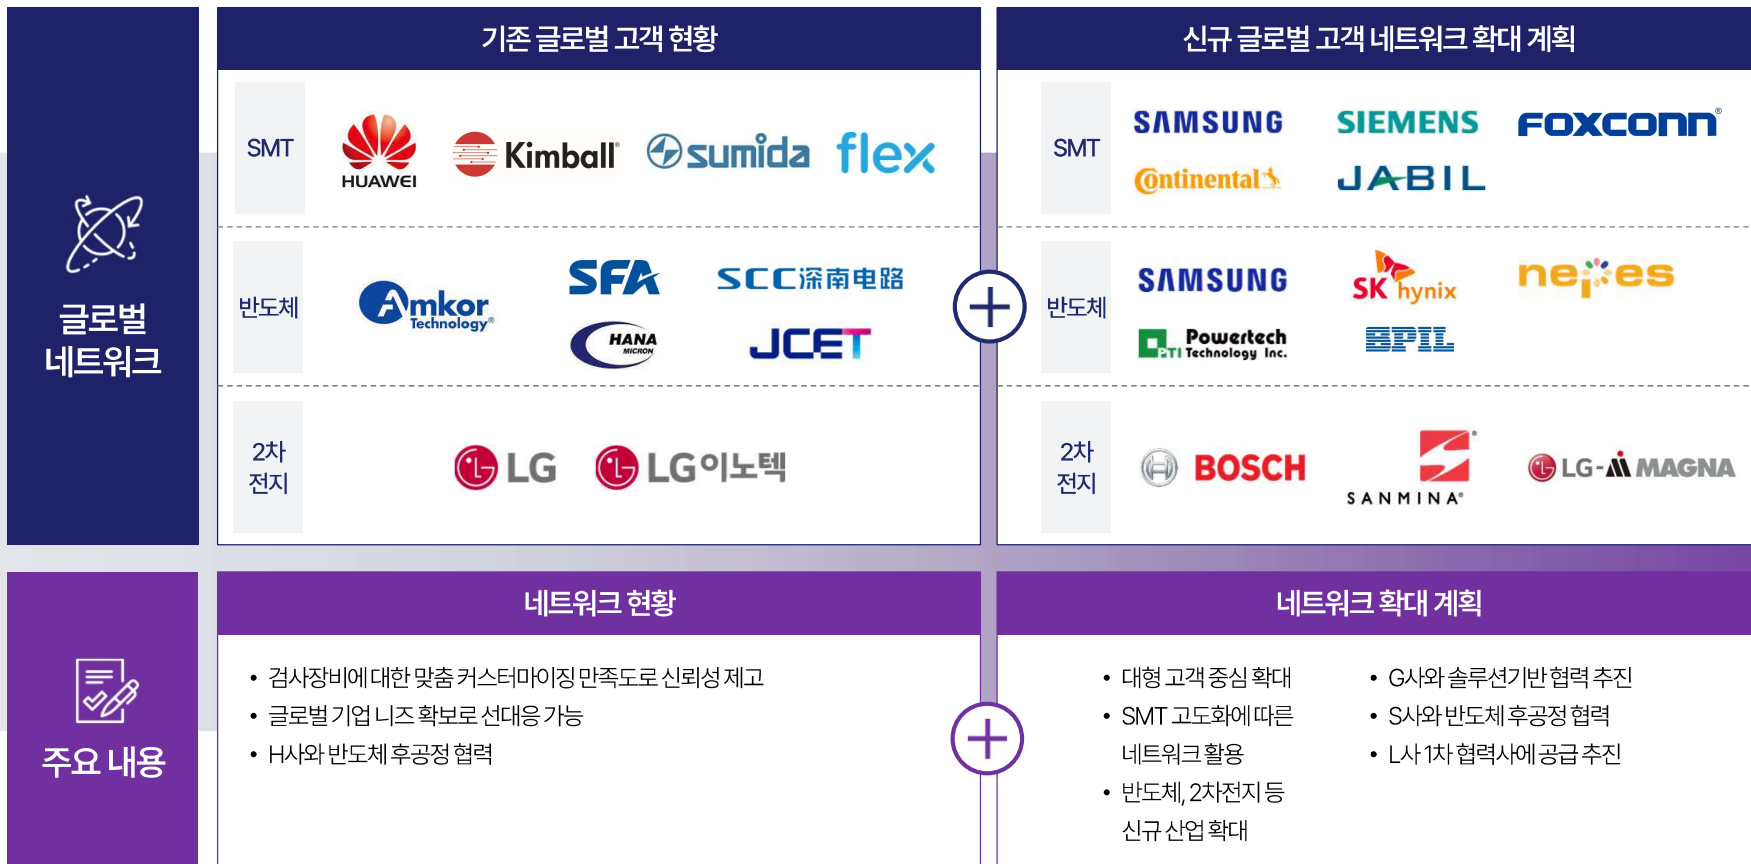 글로벌
네트워크
기존 글로벌 고객 현황
SMT
HUAWEI
Kimball®
sumida
flex
반도체
Amkor
Technology®
SFA
SCC深南电路
HANA
MICRON
JCET
2차
전지
LG
LG이노텍
신규 글로벌 고객 네트워크 확대 계획
SMT
SAMSUNG
SIEMENS
FOXCONN®
Continental
JABIL
반도체
SAMSUNG
SK hynix
nepes
PTI Powertech
Technology Inc.
SPIL
2차
전지
BOSCH
SANMINA®
LG-M MAGNA
주요 내용
네트워크 현황
• 검사장비에 대한 맞춤 커스터마이징 만족도로 신뢰성 제고
• 글로벌 기업 니즈 확보로 선대응 가능
• H사와 반도체 후공정 협력
네트워크 확대 계획
• 대형 고객 중심 확대
• SMT 고도화에 따른
네트워크 활용
• 반도체, 2차전지 등
신규 산업 확대
• G사와 솔루션기반 협력 추진
• S사와 반도체 후공정 협력
• L사 1차 협력사에 공급 추진